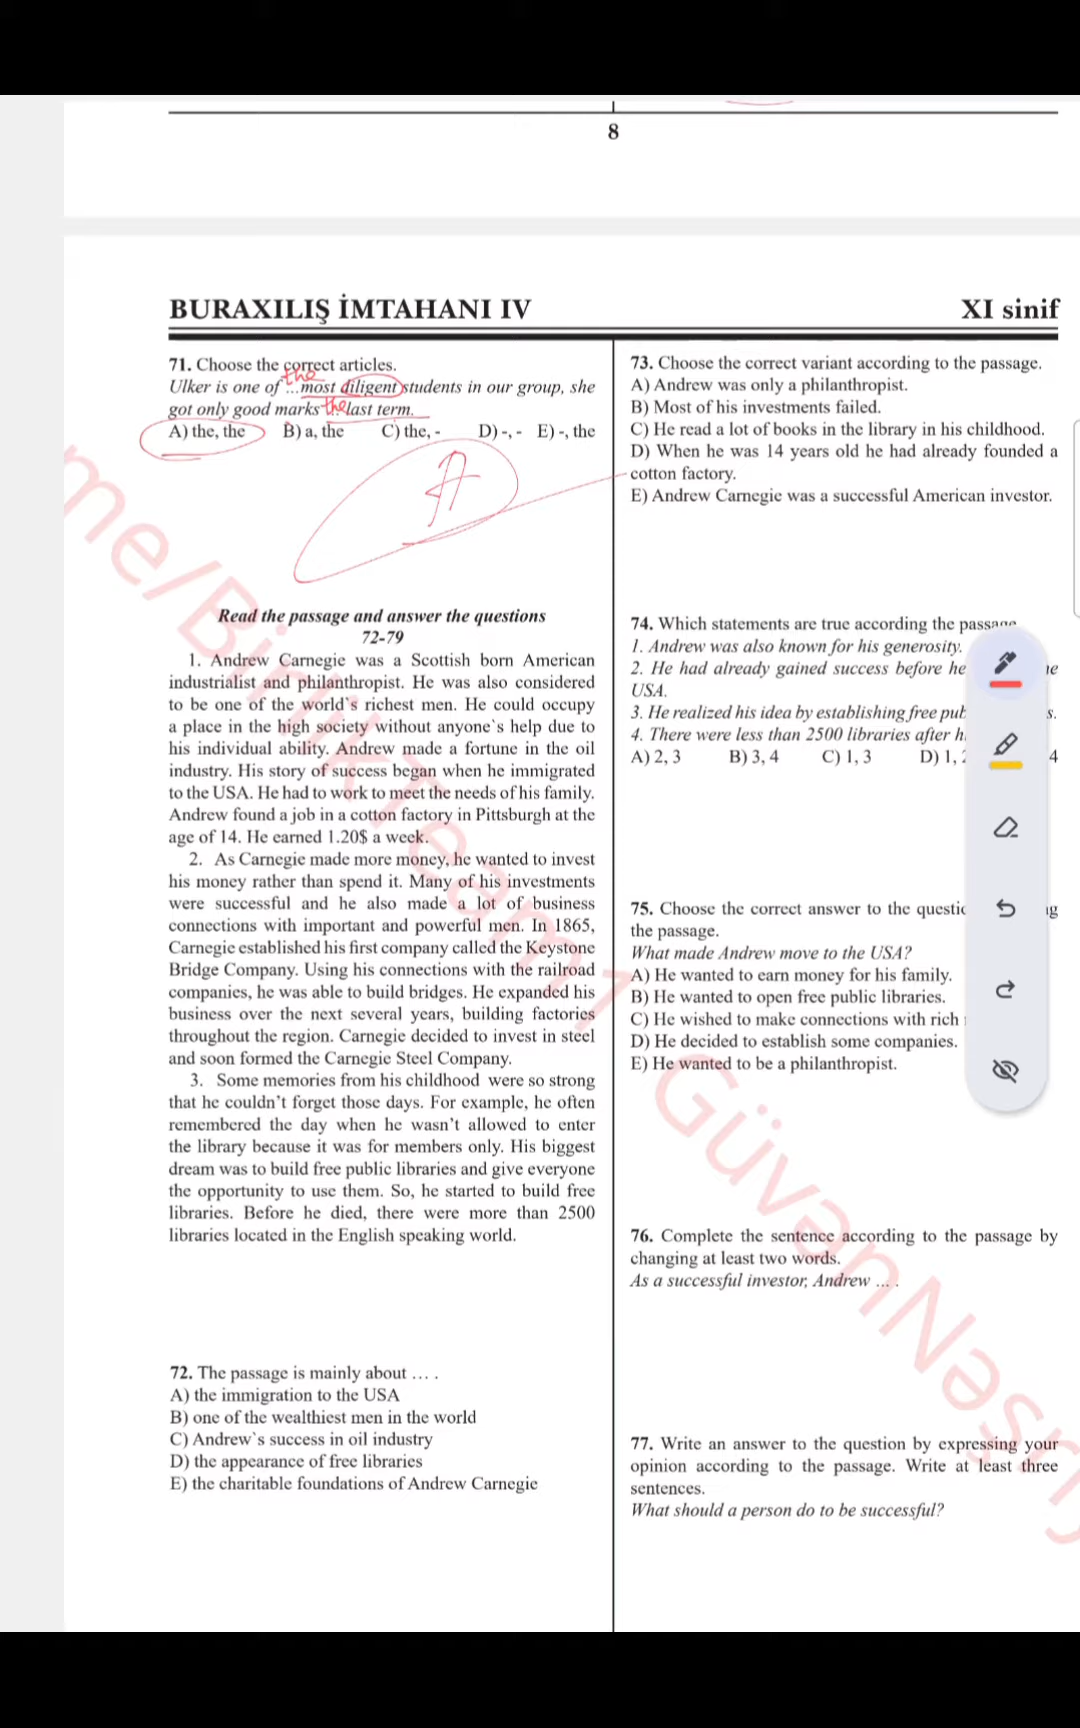 8
BURAXILIŞ İMTAHANI IV
XI sinif
71. Choose the correct articles.
the
Ulker is one of ...most diligent students in our group, she
got only good marks the last term.
A) the, the B) a, the C) the, - D) -, - E) -, the
A
Read the passage and answer the questions
72-79
1. Andrew Carnegie was a Scottish born American
industrialist and philanthropist. He was also considered
to be one of the world`s richest men. He could occupy
a place in the high society without anyone`s help due to
his individual ability. Andrew made a fortune in the oil
industry. His story of success began when he immigrated
to the USA. He had to work to meet the needs of his family.
Andrew found a job in a cotton factory in Pittsburgh at the
age of 14. He earned 1.20$ a week.
2. As Carnegie made more money, he wanted to invest
his money rather than spend it. Many of his investments
were successful and he also made a lot of business
connections with important and powerful men. In 1865,
Carnegie established his first company called the Keystone
Bridge Company. Using his connections with the railroad
companies, he was able to build bridges. He expanded his
business over the next several years, building factories
throughout the region. Carnegie decided to invest in steel
and soon formed the Carnegie Steel Company.
3. Some memories from his childhood were so strong
that he couldn't forget those days. For example, he often
remembered the day when he wasn't allowed to enter
the library because it was for members only. His biggest
dream was to build free public libraries and give everyone
the opportunity to use them. So, he started to build free
libraries. Before he died, there were more than 2500
libraries located in the English speaking world.
72. The passage is mainly about ... .
A) the immigration to the USA
B) one of the wealthiest men in the world
C) Andrew`s success in oil industry
D) the appearance of free libraries
E) the charitable foundations of Andrew Carnegie
73. Choose the correct variant according to the passage.
A) Andrew was only a philanthropist.
B) Most of his investments failed.
C) He read a lot of books in the library in his childhood.
D) When he was 14 years old he had already founded a
cotton factory.
E) Andrew Carnegie was a successful American investor.
74. Which statements are true according the passage
1. Andrew was also known for his generosity.
2. He had already gained success before he
USA.
3. He realized his idea by establishing free pub s.
4. There were less than 2500 libraries after h
A) 2, 3 B) 3, 4 C) 1, 3 D) 1, 4
75. Choose the correct answer to the questio
the passage.
What made Andrew move to the USA?
A) He wanted to earn money for his family.
B) He wanted to open free public libraries.
C) He wished to make connections with rich
D) He decided to establish some companies.
E) He wanted to be a philanthropist.
76. Complete the sentence according to the passage by
changing at least two words.
As a successful investor, Andrew ... .
77. Write an answer to the question by expressing your
opinion according to the passage. Write at least three
sentences.
What should a person do to be successful?
me/BirlikTeam1
GüvənNəşriy